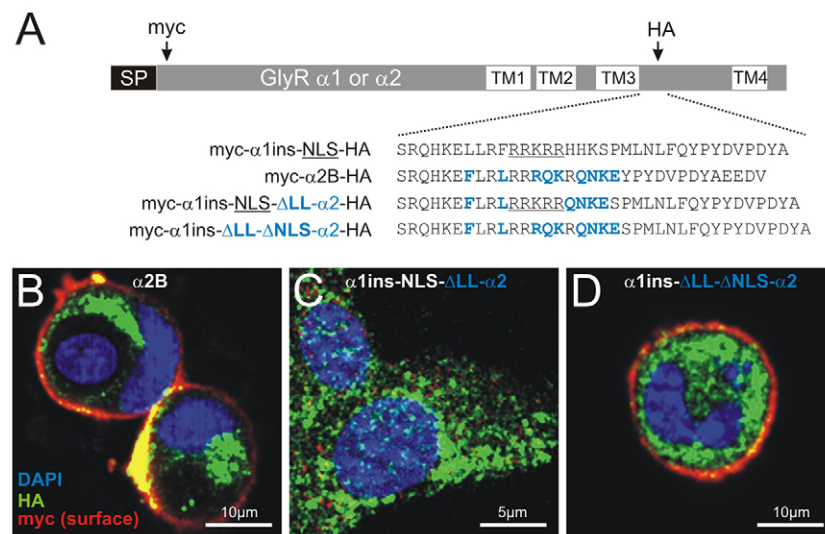 A
myc
HA
SP
GlyR α1 or α2
TM1
TM2
TM3
TM4
myc-α1ins-NLS-HA SRQHKELLRFRRKRRHHKSPMLNLFQYPYDVPDYA
myc-α2B-HA SRQHKEFLRLRRRQKRQNKEYPYDVPDYAEEDV
myc-α1ins-NLS-ΔLL-α2-HA SRQHKEFLRLRRKRRQNKESPMLNLFQYPYDVPDYA
myc-α1ins-ΔLL-ΔNLS-α2-HA SRQHKEFLRLRRRQKRQNKESPMLNLFQYPYDVPDYA
B
α2B
C
α1ins-NLS-ΔLL-α2
D
α1ins-ΔLL-ΔNLS-α2
DAPI
HA
myc (surface)
10µm
5µm
10µm